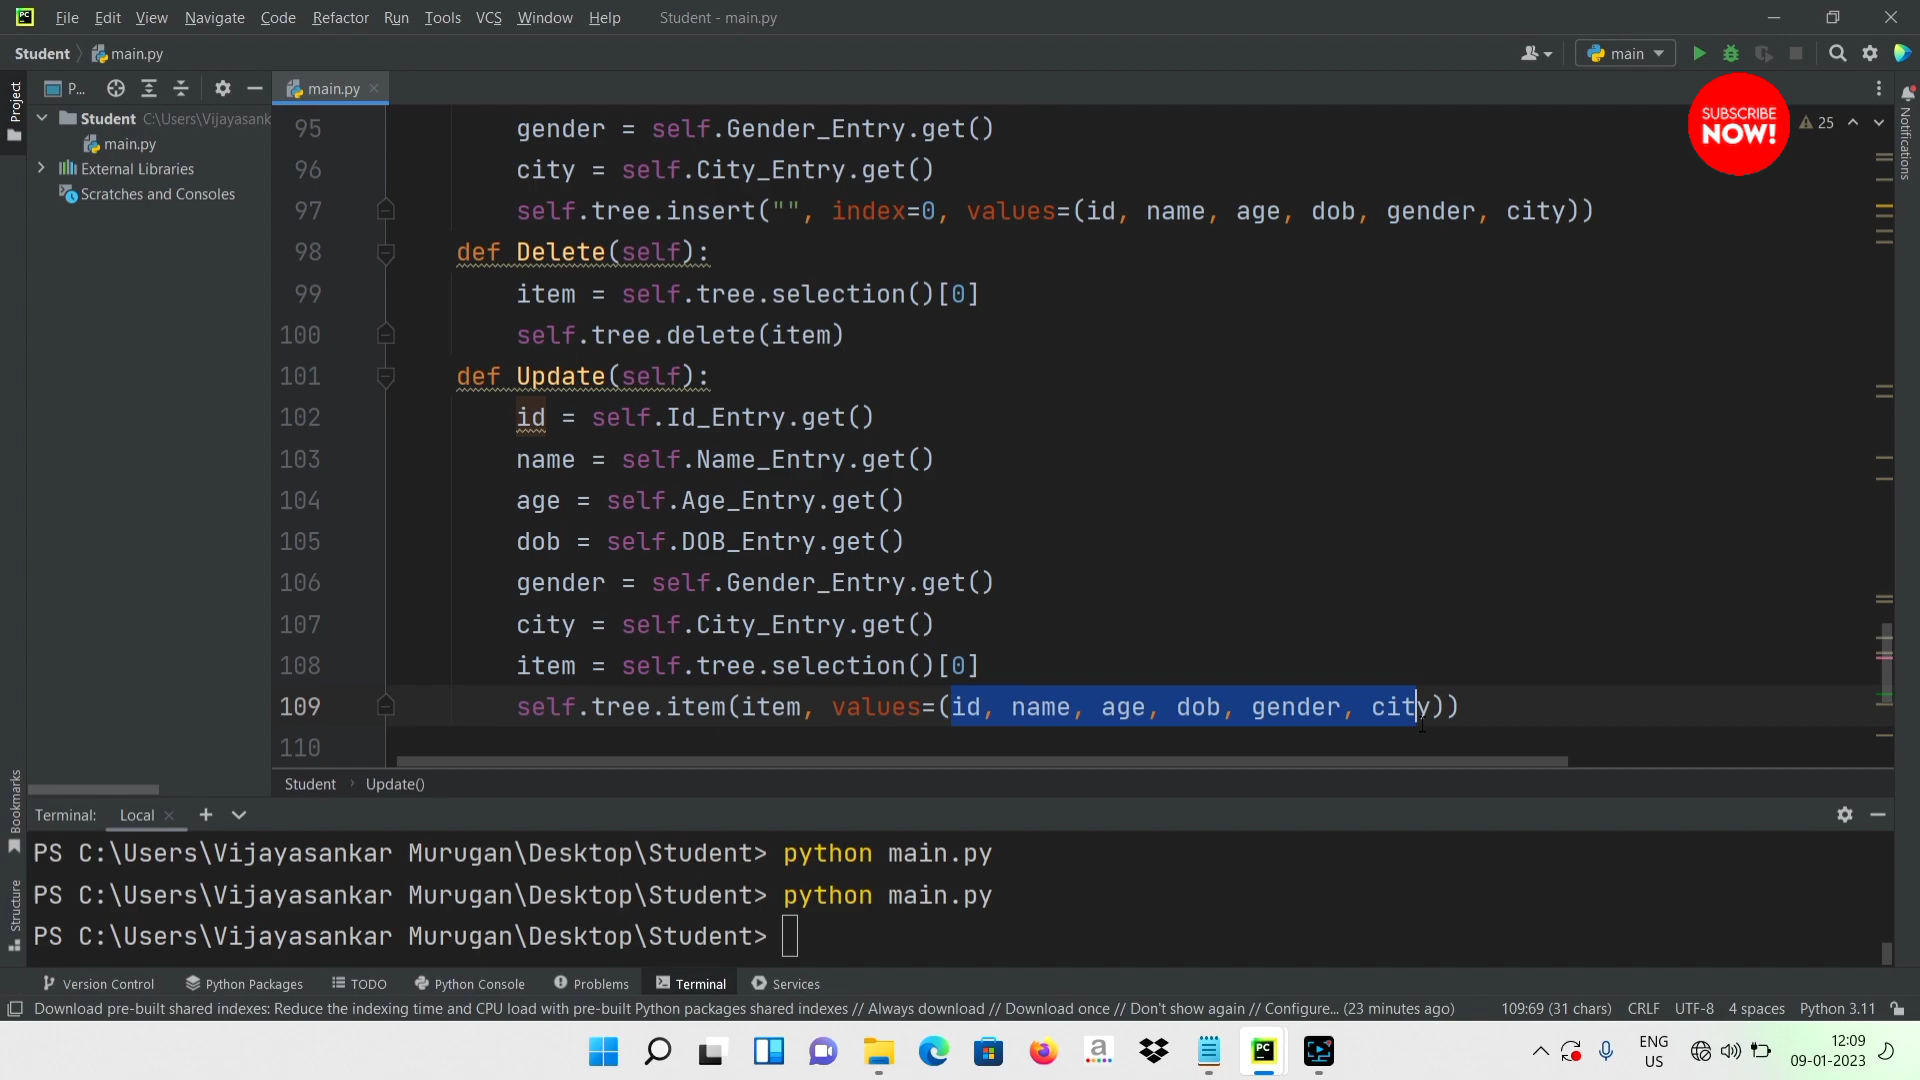 PC File Edit View Navigate Code Refactor Run Tools VCS Window Help Student - main.py
Student main.py main
Project P... main.py
Student C:\Users\Vijayasank
main.py
External Libraries
Scratches and Consoles
SUBSCRIBE
NOW!
25
Notifications
95 gender = self.Gender_Entry.get()
96 city = self.City_Entry.get()
97 self.tree.insert("", index=0, values=(id, name, age, dob, gender, city))
98 def Delete(self):
99 item = self.tree.selection()[0]
100 self.tree.delete(item)
101 def Update(self):
102 id = self.Id_Entry.get()
103 name = self.Name_Entry.get()
104 age = self.Age_Entry.get()
105 dob = self.DOB_Entry.get()
106 gender = self.Gender_Entry.get()
107 city = self.City_Entry.get()
108 item = self.tree.selection()[0]
109 self.tree.item(item, values=(id, name, age, dob, gender, city))
110
Student Update()
Bookmarks
Structure
Terminal: Local
PS C:\Users\Vijayasankar Murugan\Desktop\Student> python main.py
PS C:\Users\Vijayasankar Murugan\Desktop\Student> python main.py
PS C:\Users\Vijayasankar Murugan\Desktop\Student>
Version Control Python Packages TODO Python Console Problems Terminal Services
Download pre-built shared indexes: Reduce the indexing time and CPU load with pre-built Python packages shared indexes // Always download // Download once // Don't show again // Configure... (23 minutes ago) 109:69 (31 chars) CRLF UTF-8 4 spaces Python 3.11
a PC ENG 12:09
US 09-01-2023